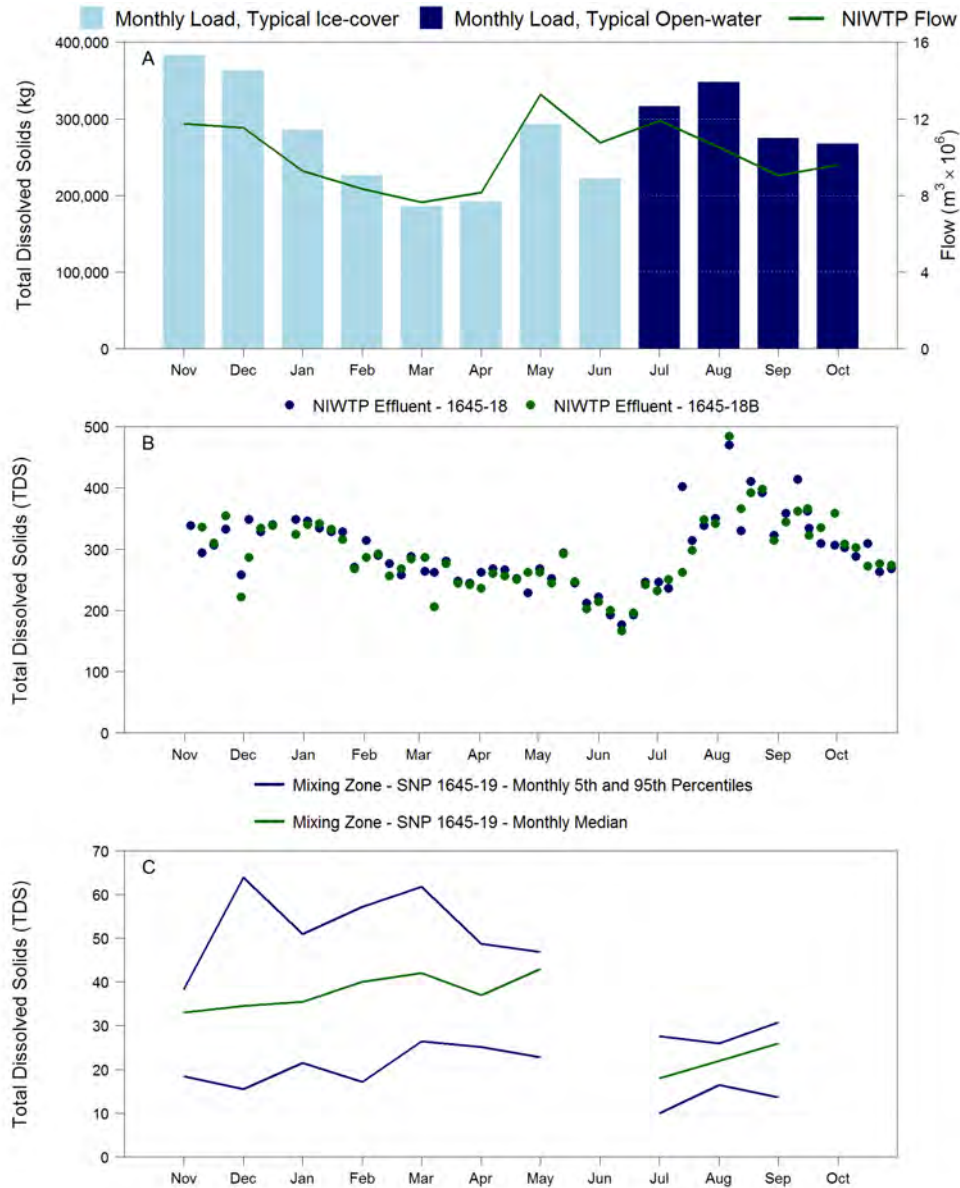 Monthly Load, Typical Ice-cover Monthly Load, Typical Open-water NIWTP Flow
A
400,000
300,000
200,000
100,000
0
Total Dissolved Solids (kg)
16
12
8
4
0
Flow (m³ × 10⁶)
Nov Dec Jan Feb Mar Apr May Jun Jul Aug Sep Oct
NIWTP Effluent - 1645-18 NIWTP Effluent - 1645-18B
B
500
400
300
200
100
0
Total Dissolved Solids (TDS)
Nov Dec Jan Feb Mar Apr May Jun Jul Aug Sep Oct
Mixing Zone - SNP 1645-19 - Monthly 5th and 95th Percentiles
Mixing Zone - SNP 1645-19 - Monthly Median
C
70
60
50
40
30
20
10
0
Total Dissolved Solids (TDS)
Nov Dec Jan Feb Mar Apr May Jun Jul Aug Sep Oct